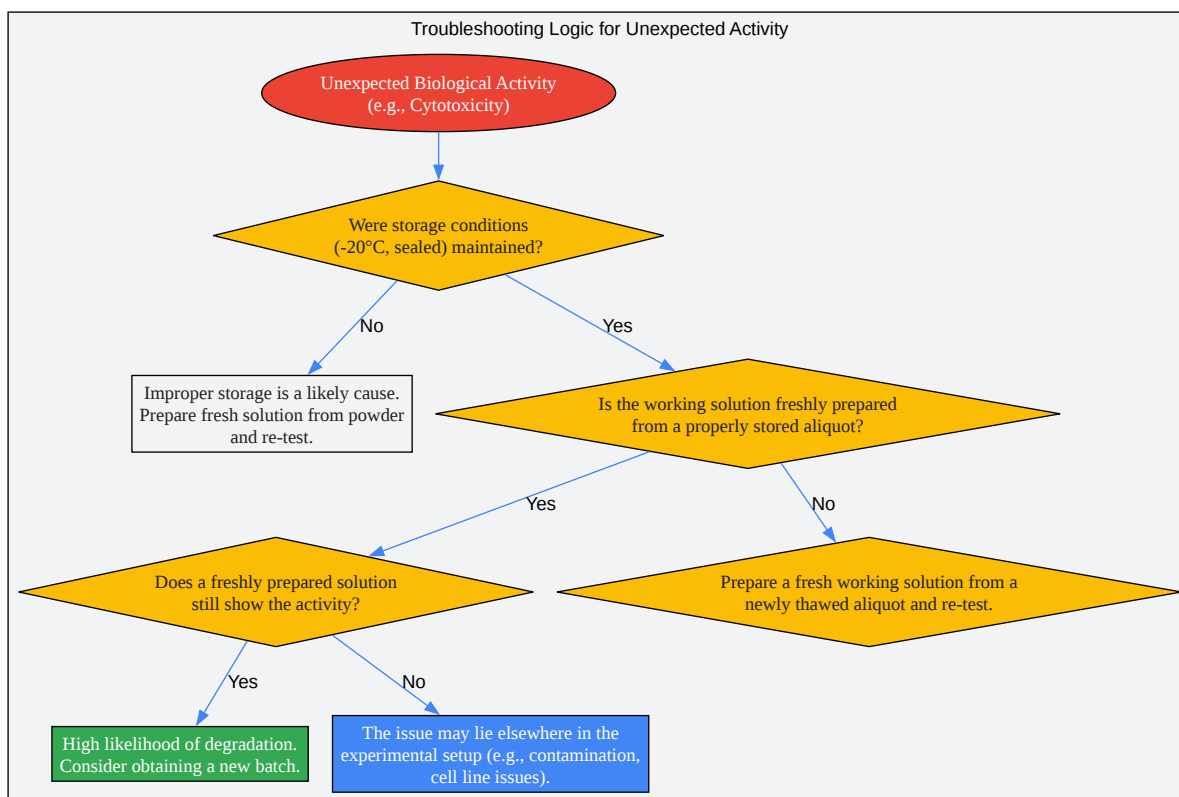 Troubleshooting Logic for Unexpected Activity
Unexpected Biological Activity
(e.g., Cytotoxicity)
Were storage conditions
(-20°C, sealed) maintained?
No
Yes
Improper storage is a likely cause.
Prepare fresh solution from powder
and re-test.
Is the working solution freshly prepared
from a properly stored aliquot?
Yes
No
Does a freshly prepared solution
still show the activity?
Prepare a fresh working solution from a
newly thawed aliquot and re-test.
Yes
No
High likelihood of degradation.
Consider obtaining a new batch.
The issue may lie elsewhere in the
experimental setup (e.g., contamination,
cell line issues).